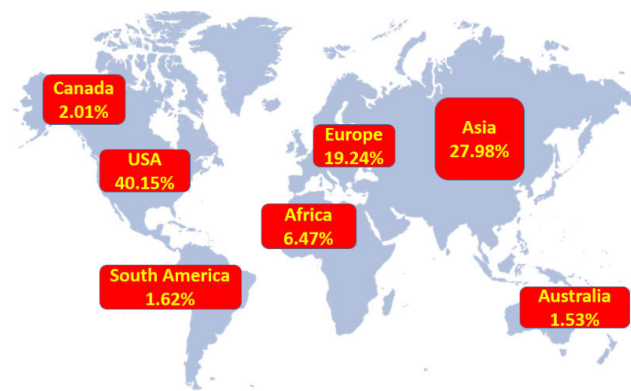 Canada
2.01%
USA
40.15%
Europe
19.24%
Asia
27.98%
Africa
6.47%
South America
1.62%
Australia
1.53%